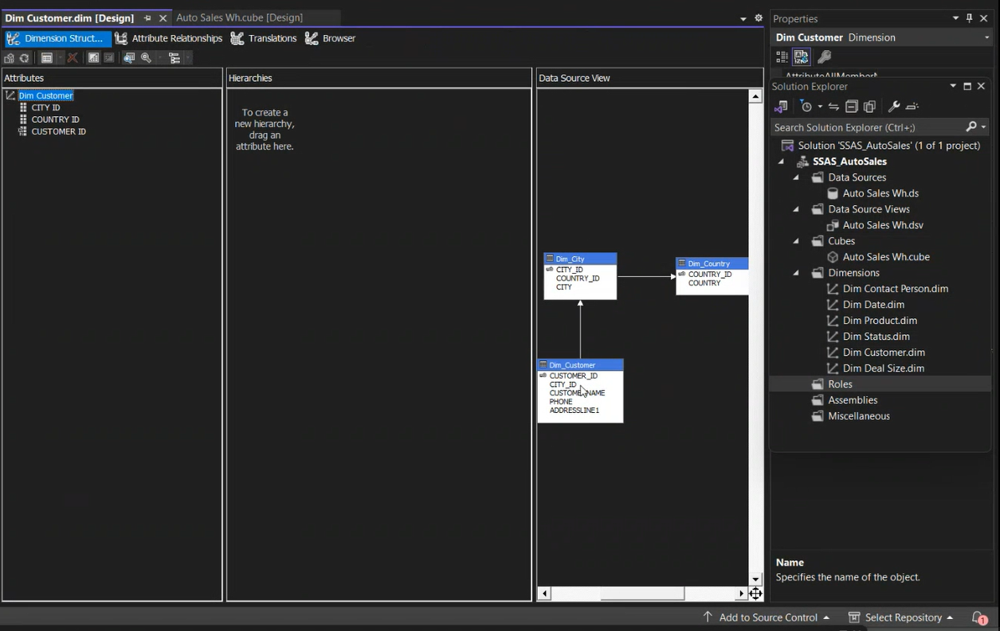 Dim Customer.dim [Design]
Auto Sales Wh.cube [Design]
Dimension Struct...
Attribute Relationships
Translations
Browser
Attributes
Dim Customer
CITY ID
COUNTRY ID
CUSTOMER ID
Hierarchies
To create a
new hierarchy,
drag an
attribute here.
Data Source View
Dim_City
CITY_ID
COUNTRY_ID
CITY
Dim_Country
COUNTRY_ID
COUNTRY
Dim_Customer
CUSTOMER_ID
CITY_ID
PHONE
ADDRESSLINE1
Properties
Dim Customer Dimension
Solution Explorer
Search Solution Explorer (Ctrl+;)
Solution 'SSAS_AutoSales' (1 of 1 project)
SSAS_AutoSales
Data Sources
Auto Sales Wh.ds
Data Source Views
Auto Sales Wh.dsv
Cubes
Auto Sales Wh.cube
Dimensions
Dim Contact Person.dim
Dim Date.dim
Dim Product.dim
Dim Status.dim
Dim Customer.dim
Dim Deal Size.dim
Roles
Assemblies
Miscellaneous
Name
Specifies the name of the object.
Add to Source Control
Select Repository
1